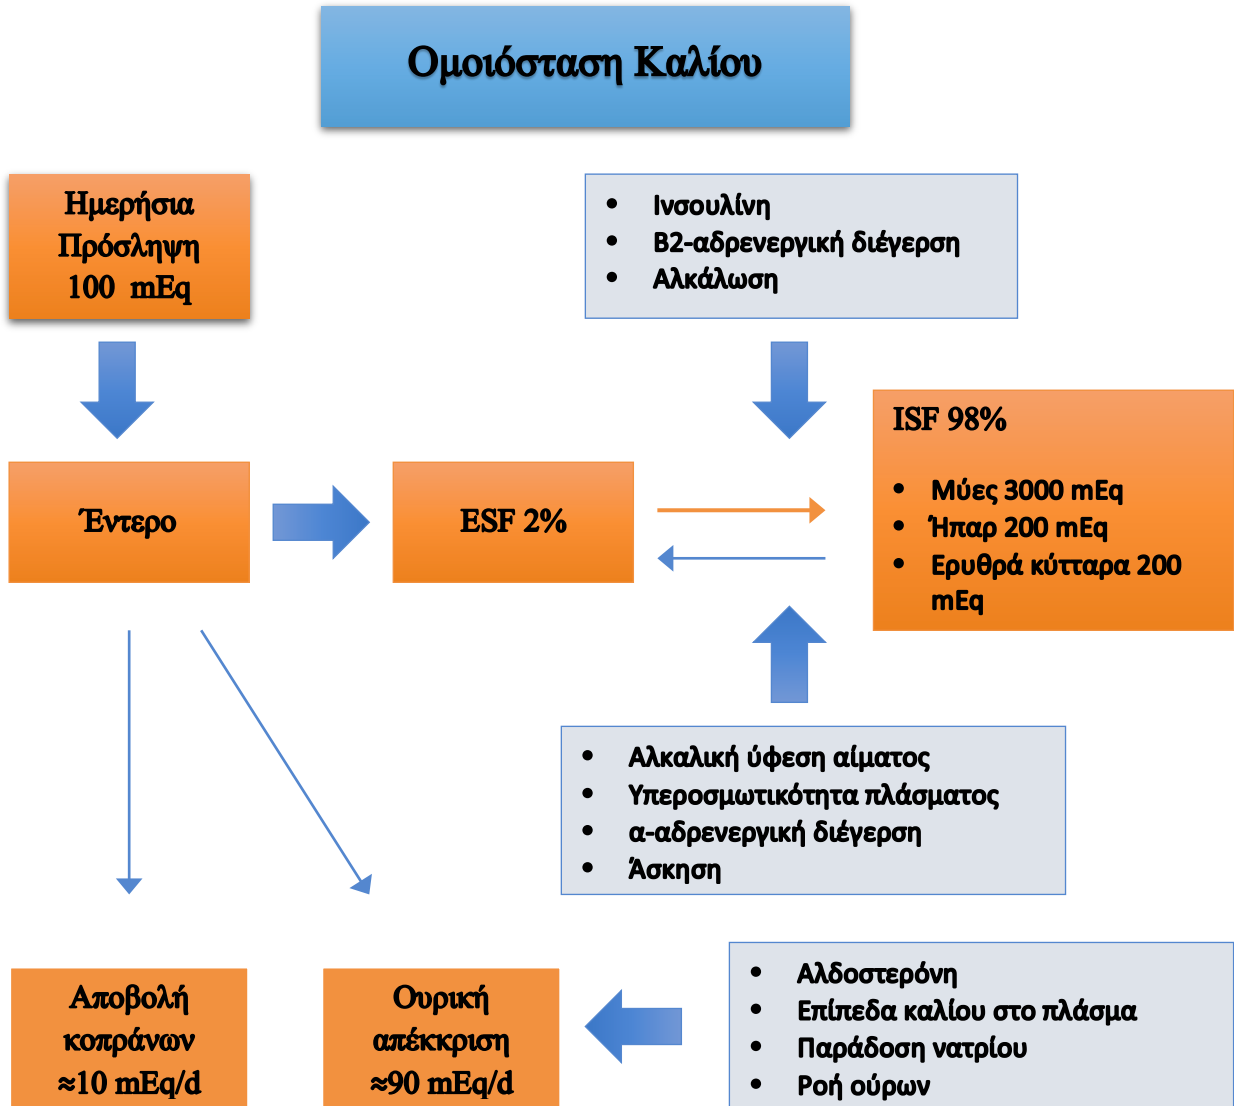 Ομοιόσταση Καλίου
Ημερήσια
Πρόσληψη
100 mEq
• Ινσουλίνη
• B2-αδρενεργική διέγερση
• Αλκάλωση
Έντερο
ESF 2%
ISF 98%
• Μύες 3000 mEq
• Ήπαρ 200 mEq
• Ερυθρά κύτταρα 200
mEq
• Αλκαλική ύφεση αίματος
• Υπεροσμωτικότητα πλάσματος
• α-αδρενεργική διέγερση
• Άσκηση
Αποβολή
κοπράνων
≈10 mEq/d
Ουρική
απέκκριση
≈90 mEq/d
• Αλδοστερόνη
• Επίπεδα καλίου στο πλάσμα
• Παράδοση νατρίου
• Ροή ούρων